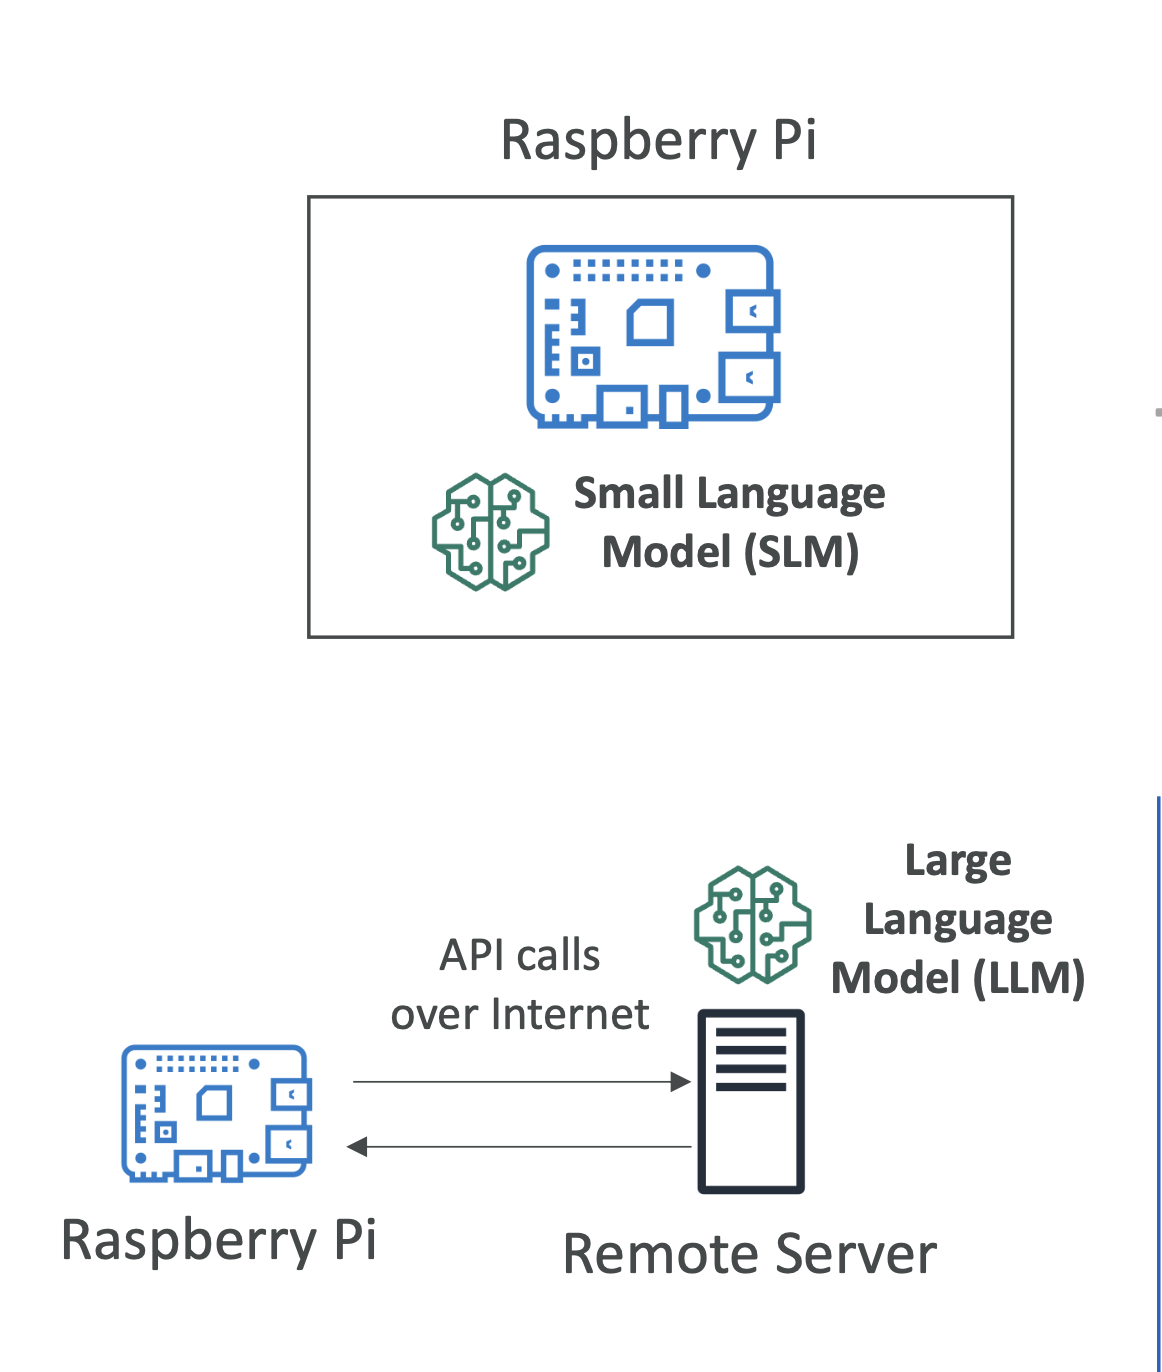 Raspberry Pi
Small Language
Model (SLM)
Large
Language
Model (LLM)
API calls
over Internet
Raspberry Pi
Remote Server